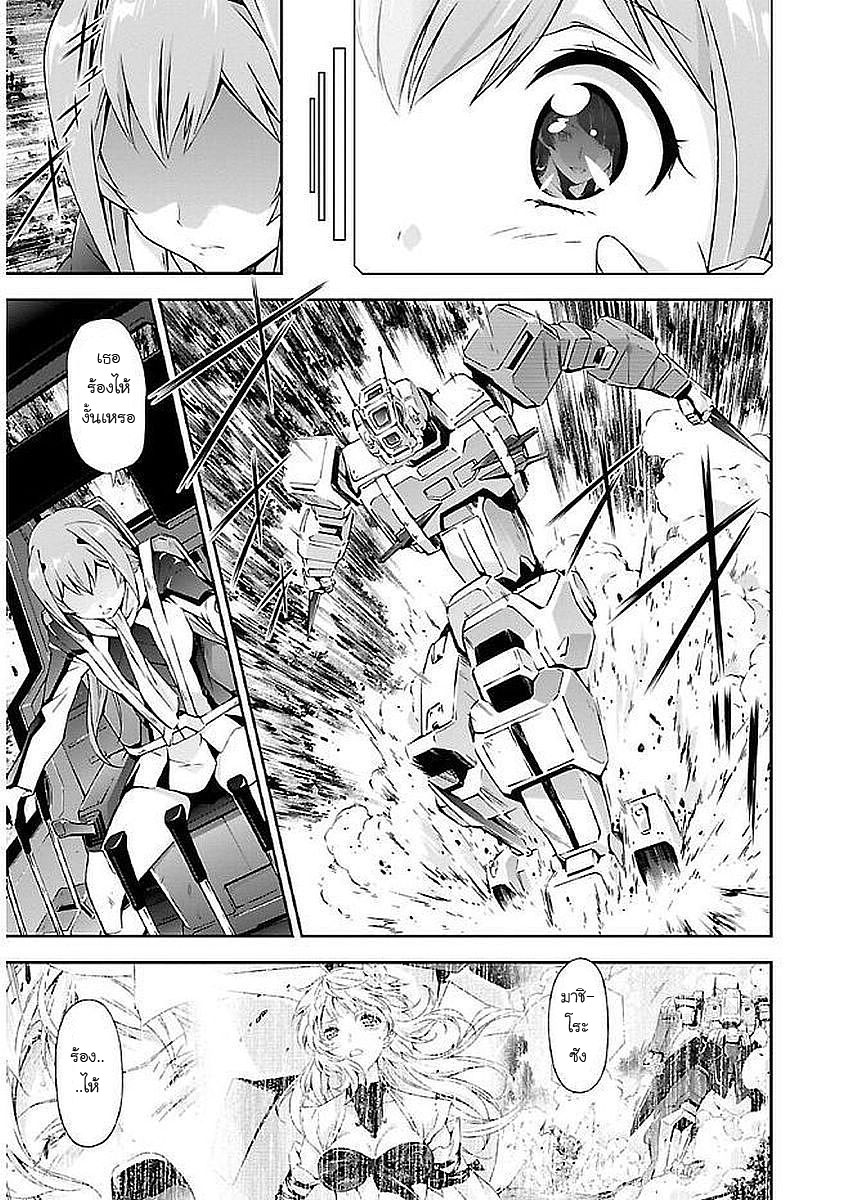 เธอ
ร้องไห้
งั้นเหรอ
มาชิ-
โระ
ซัง
ร้อง..
..ไห้